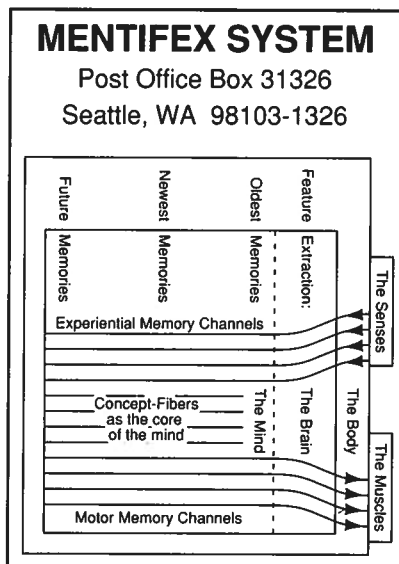 MENTIFEX SYSTEM
Post Office Box 31326
Seattle, WA 98103-1326
Future Memories
Newest Memories
Oldest Memories
Feature Extraction:
The Senses
Experiential Memory Channels
Concept-Fibers
as the core
of the mind
The Mind
The Brain
The Body
The Muscles
Motor Memory Channels